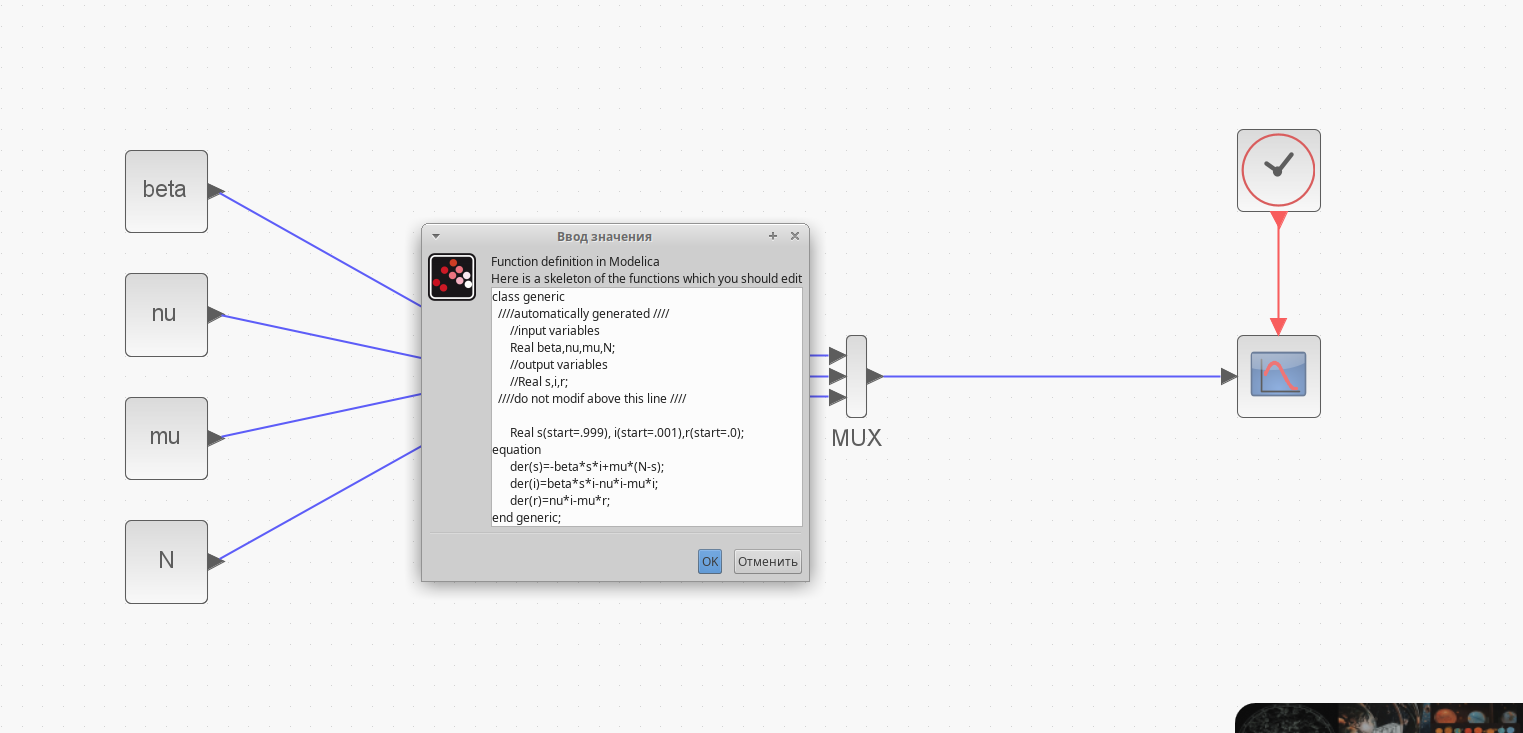 beta
nu
mu
N
Ввод значения
Function definition in Modelica
Here is a skeleton of the functions which you should edit
class generic
////automatically generated ////
//input variables
Real beta,nu,mu,N;
//output variables
//Real s,i,r;
////do not modif above this line ////
Real s(start=.999), i(start=.001),r(start=.0);
equation
der(s)=-beta*s*i+mu*(N-s);
der(i)=beta*s*i-nu*i-mu*i;
der(r)=nu*i-mu*r;
end generic;
OK
Отменить
MUX